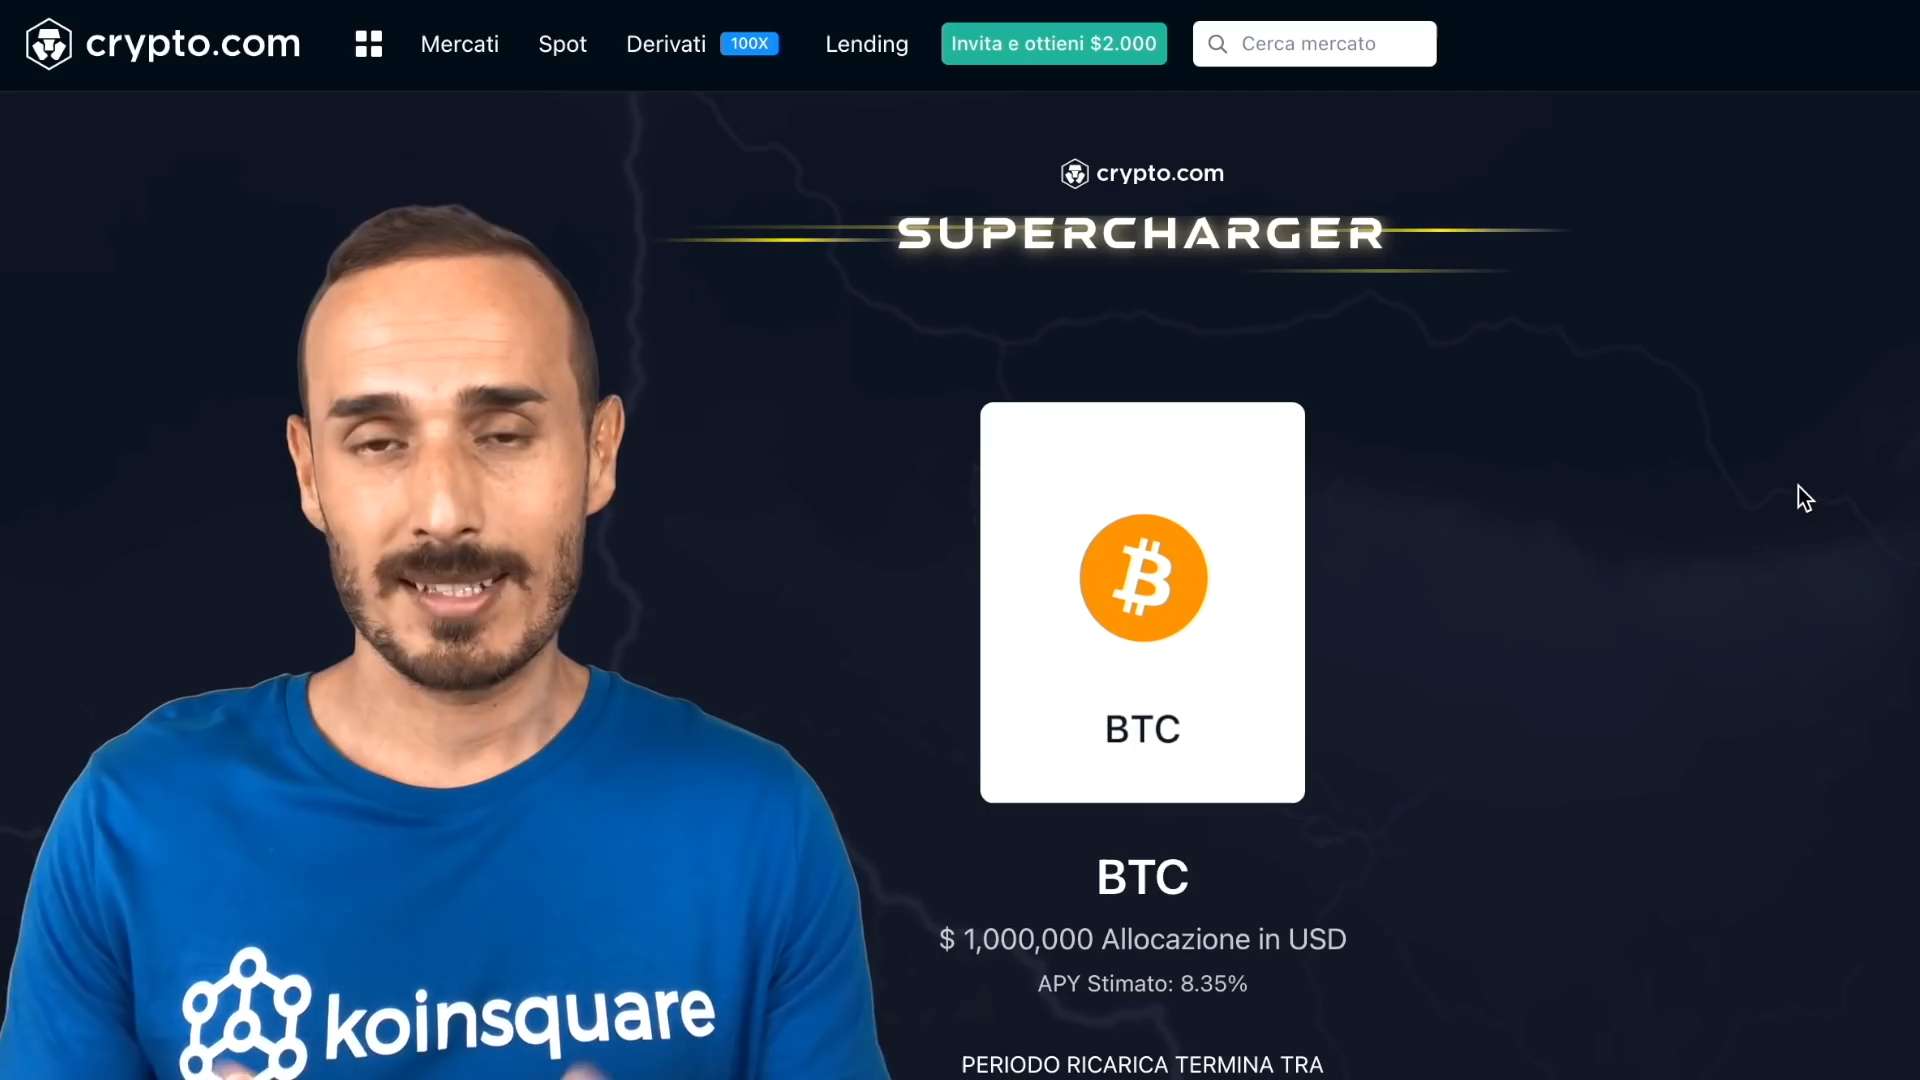 crypto.com
Mercati
Spot
Derivati
100X
Lending
Invita e ottieni $2.000
Cerca mercato
crypto.com
SUPERCHARGER
BTC
BTC
$ 1,000,000 Allocazione in USD
APY Stimato: 8.35%
PERIODO RICARICA TERMINA TRA
koinsquare